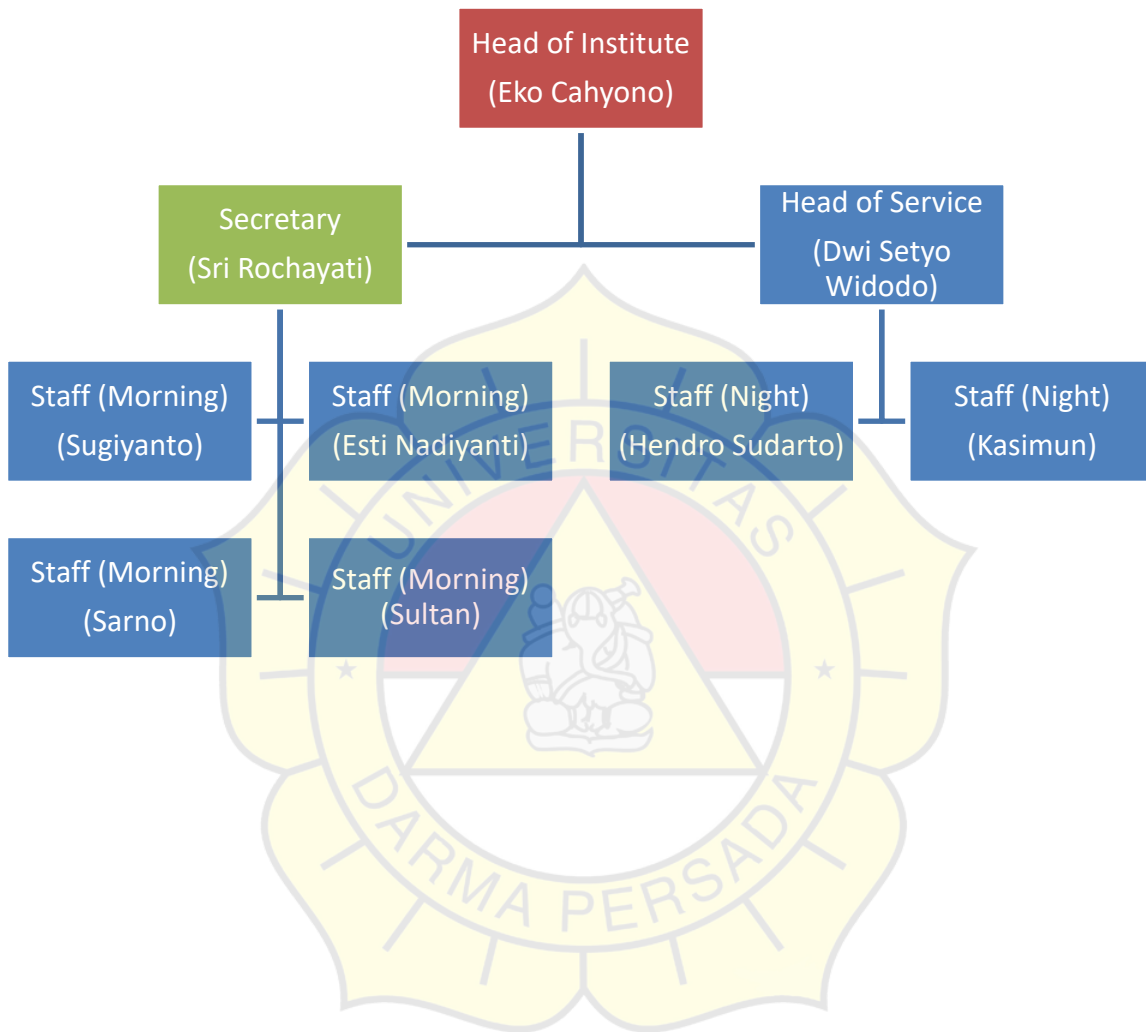 Head of Institute
(Eko Cahyono)
Secretary
(Sri Rochayati)
Head of Service
(Dwi Setyo
Widodo)
Staff (Morning)
(Sugiyanto)
Staff (Morning)
(Esti Nadiyanti)
Staff (Night)
(Hendro Sudarto)
Staff (Night)
(Kasimun)
Staff (Morning)
(Sarno)
Staff (Morning)
(Sultan)
UNIVERSITAS
DARMA PERSADA